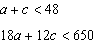 a + c < 48
18a + 12c < 650